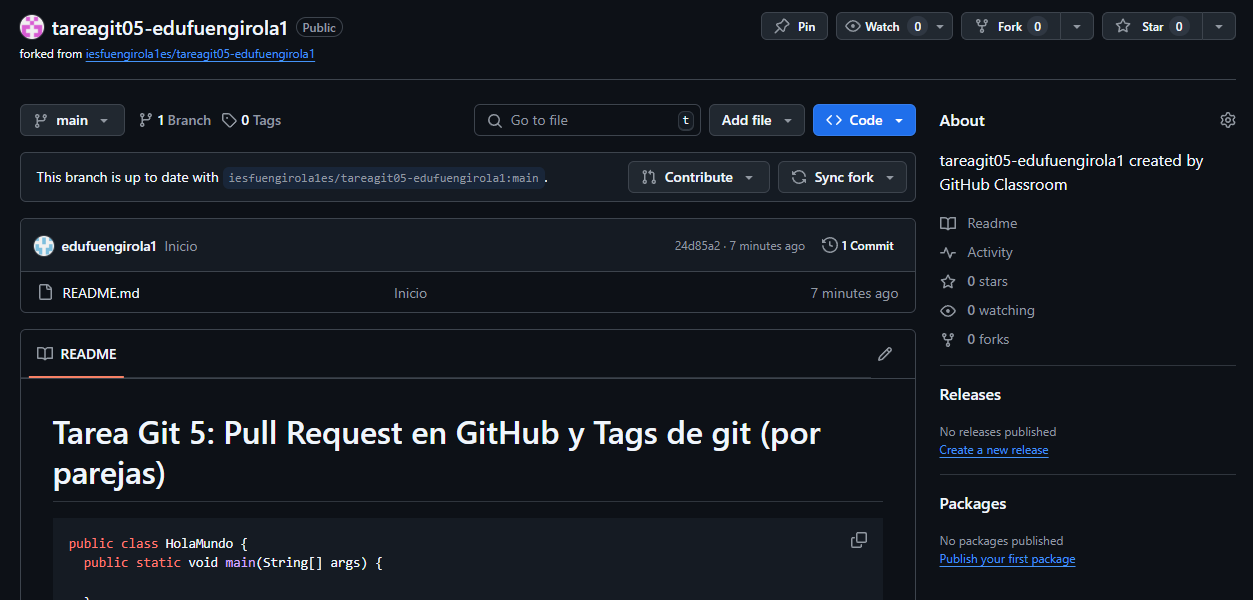 tareagit05-edufuengirola1 Public Pin Watch 0 Fork 0 Star 0
forked from iesfuengirola1es/tareagit05-edufuengirola1
main 1 Branch 0 Tags Go to file t Add file Code
This branch is up to date with iesfuengirola1es/tareagit05-edufuengirola1:main . Contribute Sync fork
edufuengirola1 Inicio 24d85a2 · 7 minutes ago 1 Commit
README.md Inicio 7 minutes ago
README
Tarea Git 5: Pull Request en GitHub y Tags de git (por
parejas)
public class HolaMundo {
public static void main(String[] args) {
}
About
tareagit05-edufuengirola1 created by
GitHub Classroom
Readme
Activity
0 stars
0 watching
0 forks
Releases
No releases published
Create a new release
Packages
No packages published
Publish your first package